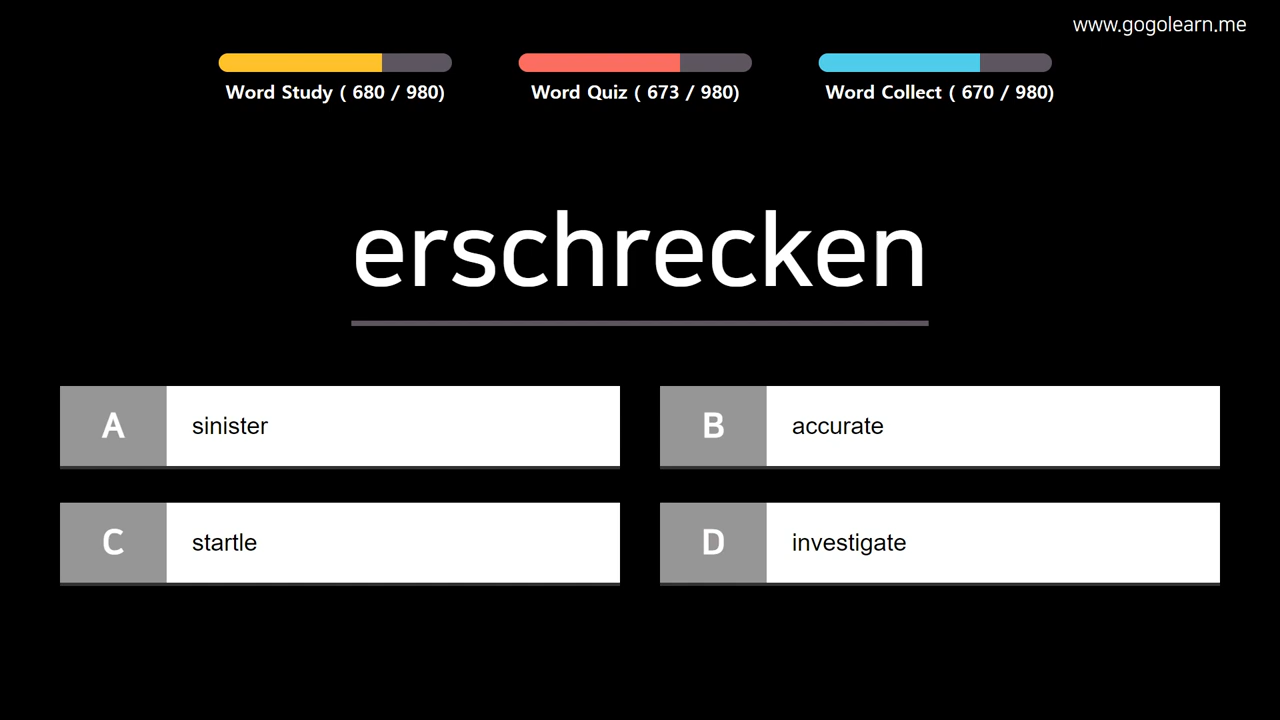 www.gogolearn.me
Word Study ( 680 / 980)
Word Quiz ( 673 / 980)
Word Collect ( 670 / 980)
erschrecken
A sinister
B accurate
C startle
D investigate